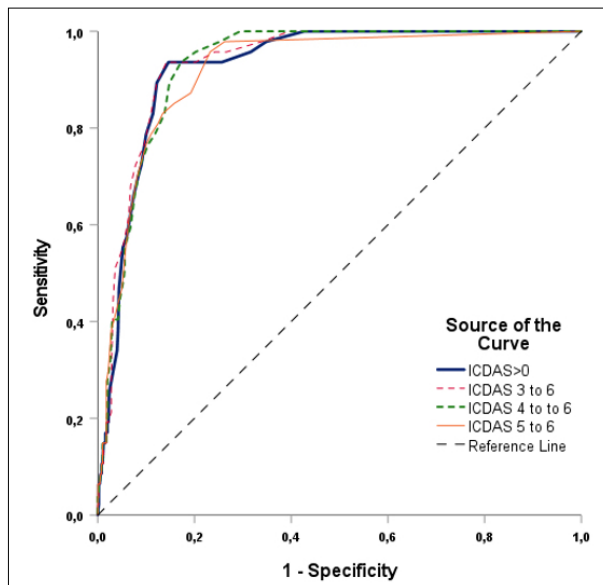 1,0
0,8
0,6
0,4
0,2
0,0
Sensitivity
0,0 0,2 0,4 0,6 0,8 1,0
1 - Specificity
Source of the
Curve
ICDAS>0
ICDAS 3 to 6
ICDAS 4 to to 6
ICDAS 5 to 6
Reference Line